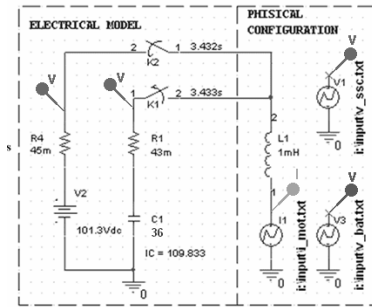 ELECTRICAL MODEL
PHISICAL
CONFIGURATION
2
1
3.432s
K2
V
V
V
1
2
3.433s
K1
V1
0
i:\input\v_ssc.txt
R4
45m
R1
43m
s
2
L1
1mH
1
I
V
V2
101.3Vdc
C1
36
IC = 109.833
I1
0
i:\input\i_mot.txt
V3
0
i:\input\v_bat.txt
0